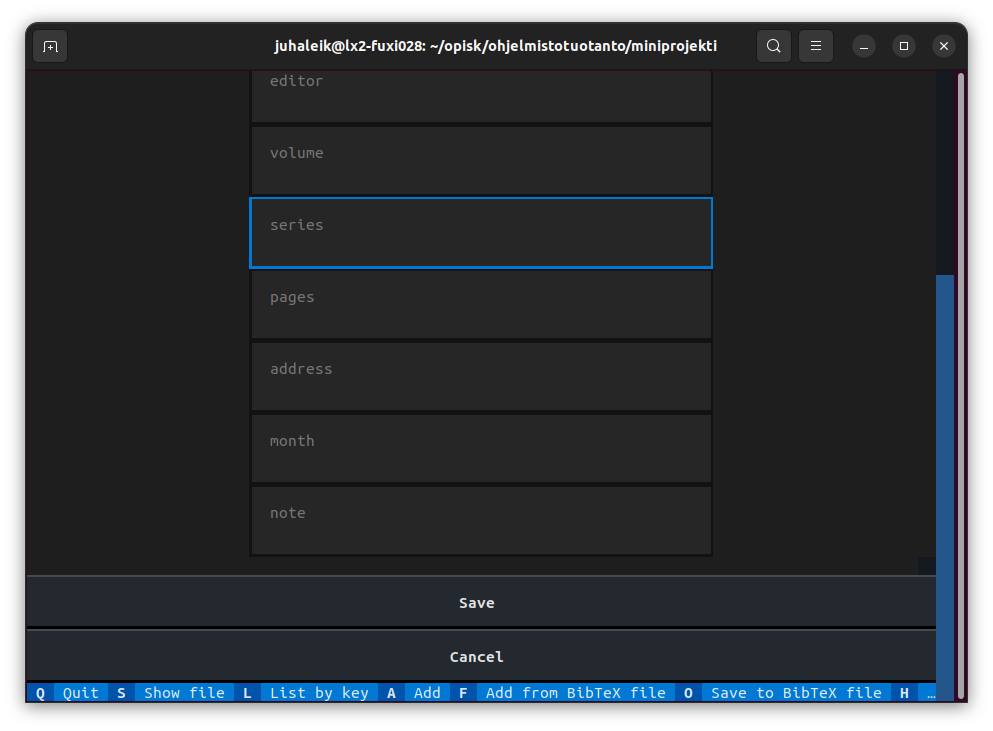 juhaleik@lx2-fuxi028: ~/opisk/ohjelmistotuotanto/miniprojekti
editor
volume
series
pages
address
month
note
Save
Cancel
Q Quit S Show file L List by key A Add F Add from BibTeX file O Save to BibTeX file H …